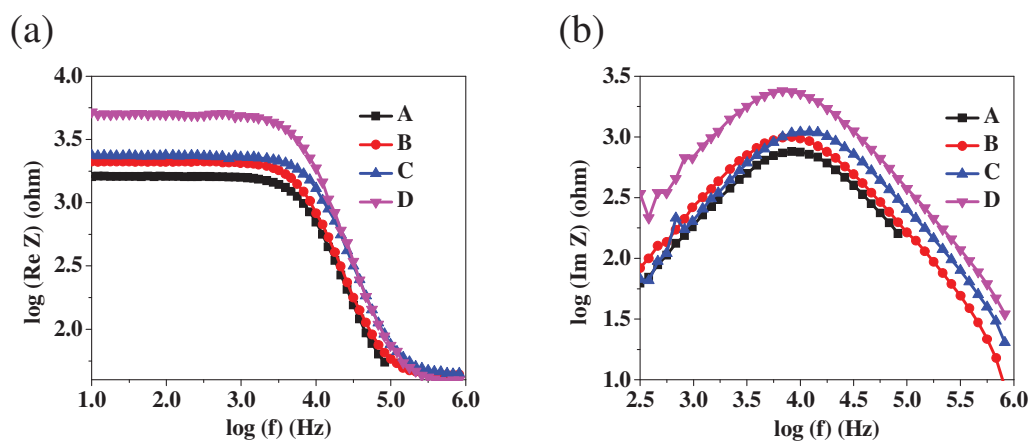 (a)
4.0
3.5
3.0
2.5
2.0
log (Re Z) (ohm)
1.0 2.0 3.0 4.0 5.0 6.0
log (f) (Hz)
A
B
C
D
(b)
3.5
3.0
2.5
2.0
1.5
1.0
log (Im Z) (ohm)
2.5 3.0 3.5 4.0 4.5 5.0 5.5 6.0
log (f) (Hz)
A
B
C
D